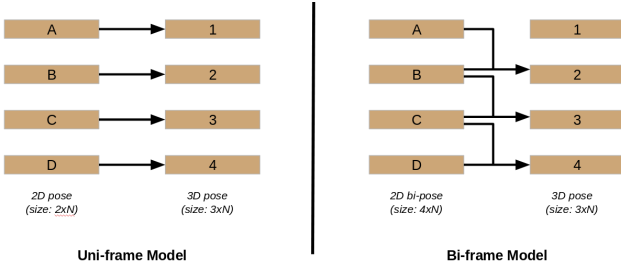 A 1
B 2
C 3
D 4
2D pose
(size: 2xN)
3D pose
(size: 3xN)
Uni-frame Model
A 1
B 2
C 3
D 4
2D bi-pose
(size: 4xN)
3D pose
(size: 3xN)
Bi-frame Model